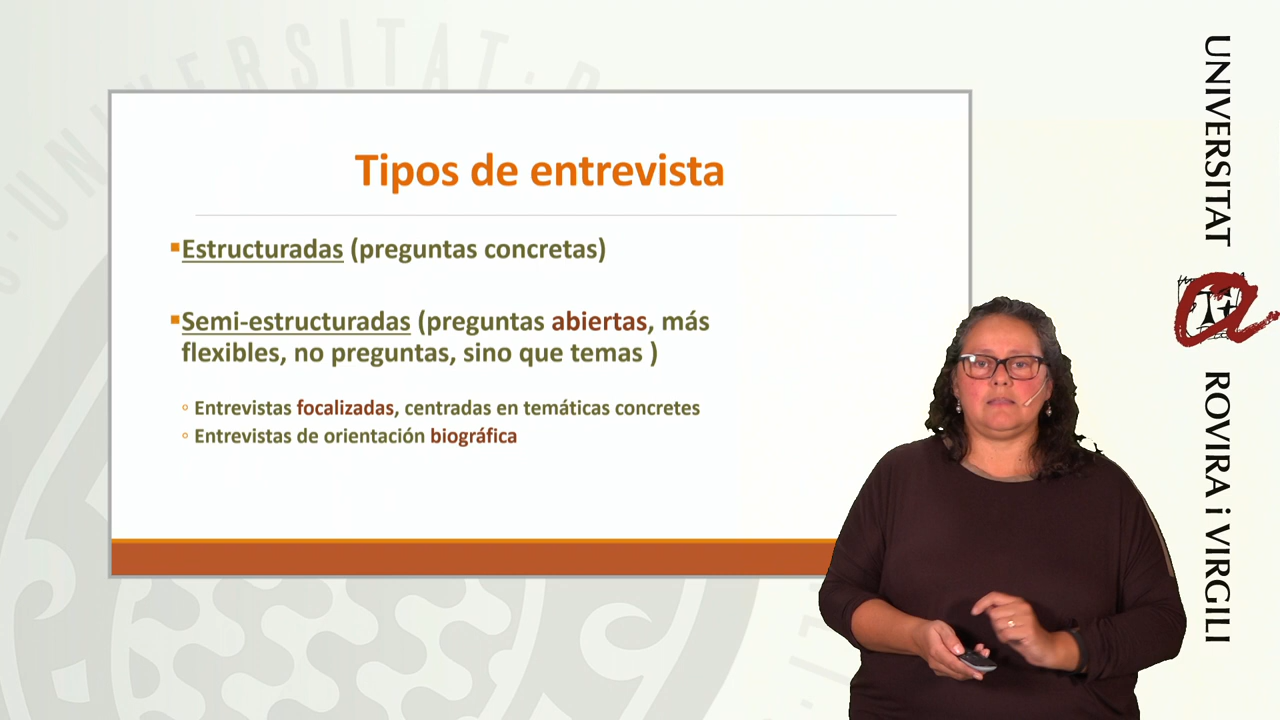 Tipos de entrevista
▪Estructuradas (preguntas concretas)
▪Semi-estructuradas (preguntas abiertas, más
flexibles, no preguntas, sino que temas )
◦ Entrevistas focalizadas, centradas en temáticas concretes
◦ Entrevistas de orientación biográfica
UNIVERSITAT
ROVIRA i VIRGILI